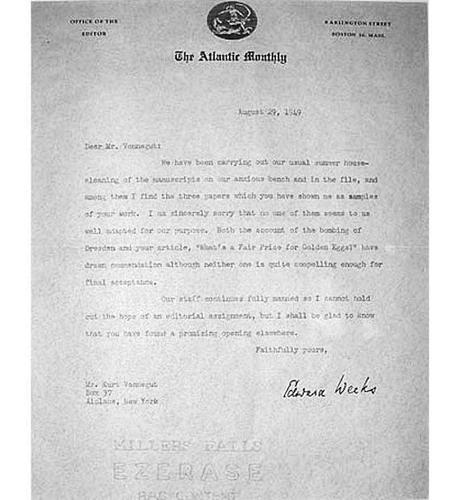 OFFICE OF THE
EDITOR
8 ARLINGTON STREET
BOSTON 16, MASS.
The Atlantic Monthly
August 29, 1949
Dear Mr. Vonnegut:
We have been carrying out our usual summer house-
cleaning of the manuscripts on our anxious bench and in the file, and
among them I find the three papers which you have shown me as samples
of your work. I am sincerely sorry that no one of them seems to us
well adapted for our purpose. Both the account of the bombing of
Dresden and your article, "What's a Fair Price for Golden Eggs?" have
drawn commendation although neither one is quite compelling enough for
final acceptance.
Our staff continues fully manned so I cannot hold
out the hope of an editorial assignment, but I shall be glad to know
that you have found a promising opening elsewhere.
Faithfully yours,
Edward Weeks
Mr. Kurt Vonnegut
Box 37
Alplaus, New York
MILLERS FALLS
EZERASE